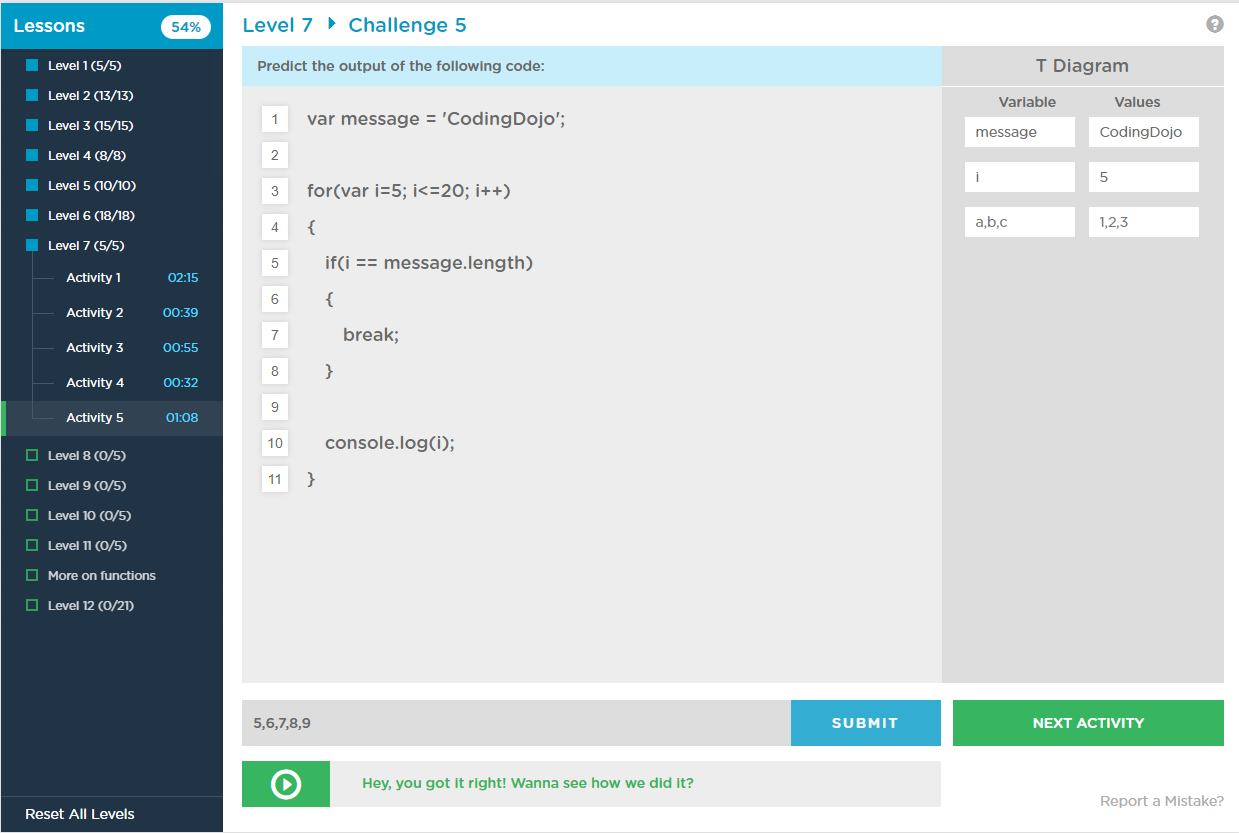 Lessons 54%
Level 1 (5/5)
Level 2 (13/13)
Level 3 (15/15)
Level 4 (8/8)
Level 5 (10/10)
Level 6 (18/18)
Level 7 (5/5)
Activity 1 02:15
Activity 2 00:39
Activity 3 00:55
Activity 4 00:32
Activity 5 01:08
Level 8 (0/5)
Level 9 (0/5)
Level 10 (0/5)
Level 11 (0/5)
More on functions
Level 12 (0/21)
Reset All Levels
Level 7 Challenge 5
?
Predict the output of the following code:
1 var message = 'CodingDojo';
2
3 for(var i=5; i<=20; i++)
4 {
5 if(i == message.length)
6 {
7 break;
8 }
9
10 console.log(i);
11 }
T Diagram
Variable Values
message CodingDojo
i 5
a,b,c 1,2,3
5,6,7,8,9 SUBMIT
NEXT ACTIVITY
Hey, you got it right! Wanna see how we did it?
Report a Mistake?